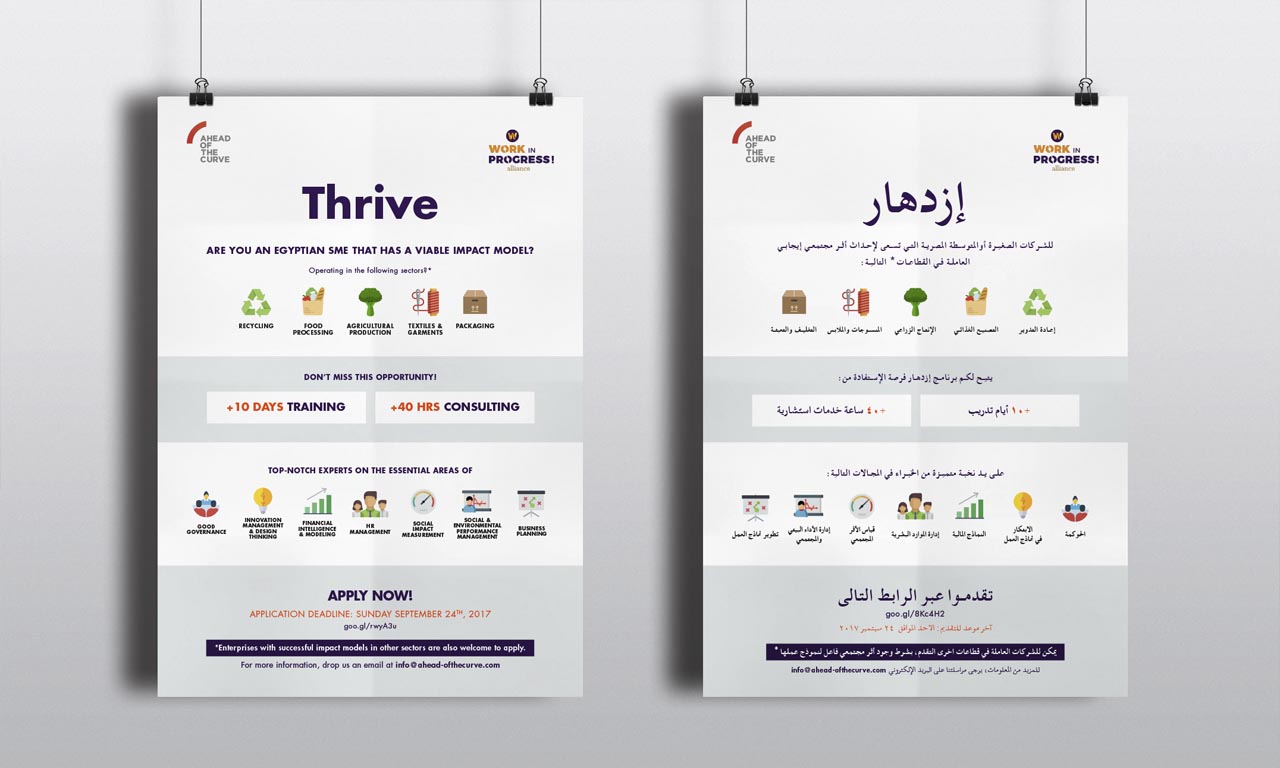 AHEAD
OF
THE
CURVE
W
WORK IN
PROGRESS!
alliance
Thrive
ARE YOU AN EGYPTIAN SME THAT HAS A VIABLE IMPACT MODEL?
Operating in the following sectors?*
RECYCLING
FOOD
PROCESSING
AGRICULTURAL
PRODUCTION
TEXTILES &
GARMENTS
PACKAGING
DON'T MISS THIS OPPORTUNITY!
+10 DAYS TRAINING
+40 HRS CONSULTING
TOP-NOTCH EXPERTS ON THE ESSENTIAL AREAS OF
GOOD
GOVERNANCE
INNOVATION
MANAGEMENT
& DESIGN
THINKING
FINANCIAL
INTELLIGENCE
& MODELING
HR
MANAGEMENT
SOCIAL
IMPACT
MEASUREMENT
SOCIAL &
ENVIRONMENTAL
PERFORMANCE
MANAGEMENT
BUSINESS
PLANNING
APPLY NOW!
APPLICATION DEADLINE: SUNDAY SEPTEMBER 24TH, 2017
goo.gl/rwyA3u
*Enterprises with successful impact models in other sectors are also welcome to apply.
For more information, drop us an email at info@ahead-ofthecurve.com
AHEAD
OF
THE
CURVE
W
WORK IN
PROGRESS!
alliance
إزدهار
للشركات الصغيرة أو المتوسطة المصرية التي تسعى لإحداث أثر مجتمعي إيجابي
العاملة في القطاعات* التالية:
إعادة التدوير
التصنيع الغذائي
الإنتاج الزراعي
المنسوجات والملابس
التغليف والتعبئة
يتيح لكم برنامج إزدهار فرصة الإستفادة من:
+١٠ أيام تدريب
+٤٠ ساعة خدمات استشارية
على يد نخبة متميزة من الخبراء في المجالات التالية:
الحوكمة
الابتكار
في نماذج العمل
النماذج المالية
إدارة الموارد البشرية
قياس الأثر
المجتمعي
إدارة الأداء البيئي
والمجتمعي
تطوير نماذج العمل
تقدموا عبر الرابط التالى
goo.gl/8Kc4H2
آخر موعد للتقديم: الأحد الموافق ٢٤ سبتمبر ٢٠١٧
يمكن للشركات العاملة في قطاعات اخرى التقدم، بشرط وجود أثر مجتمعي فاعل لنموذج عملها *
للمزيد من المعلومات، يرجى مراسلتنا على البريد الإلكتروني info@ahead-ofthecurve.com